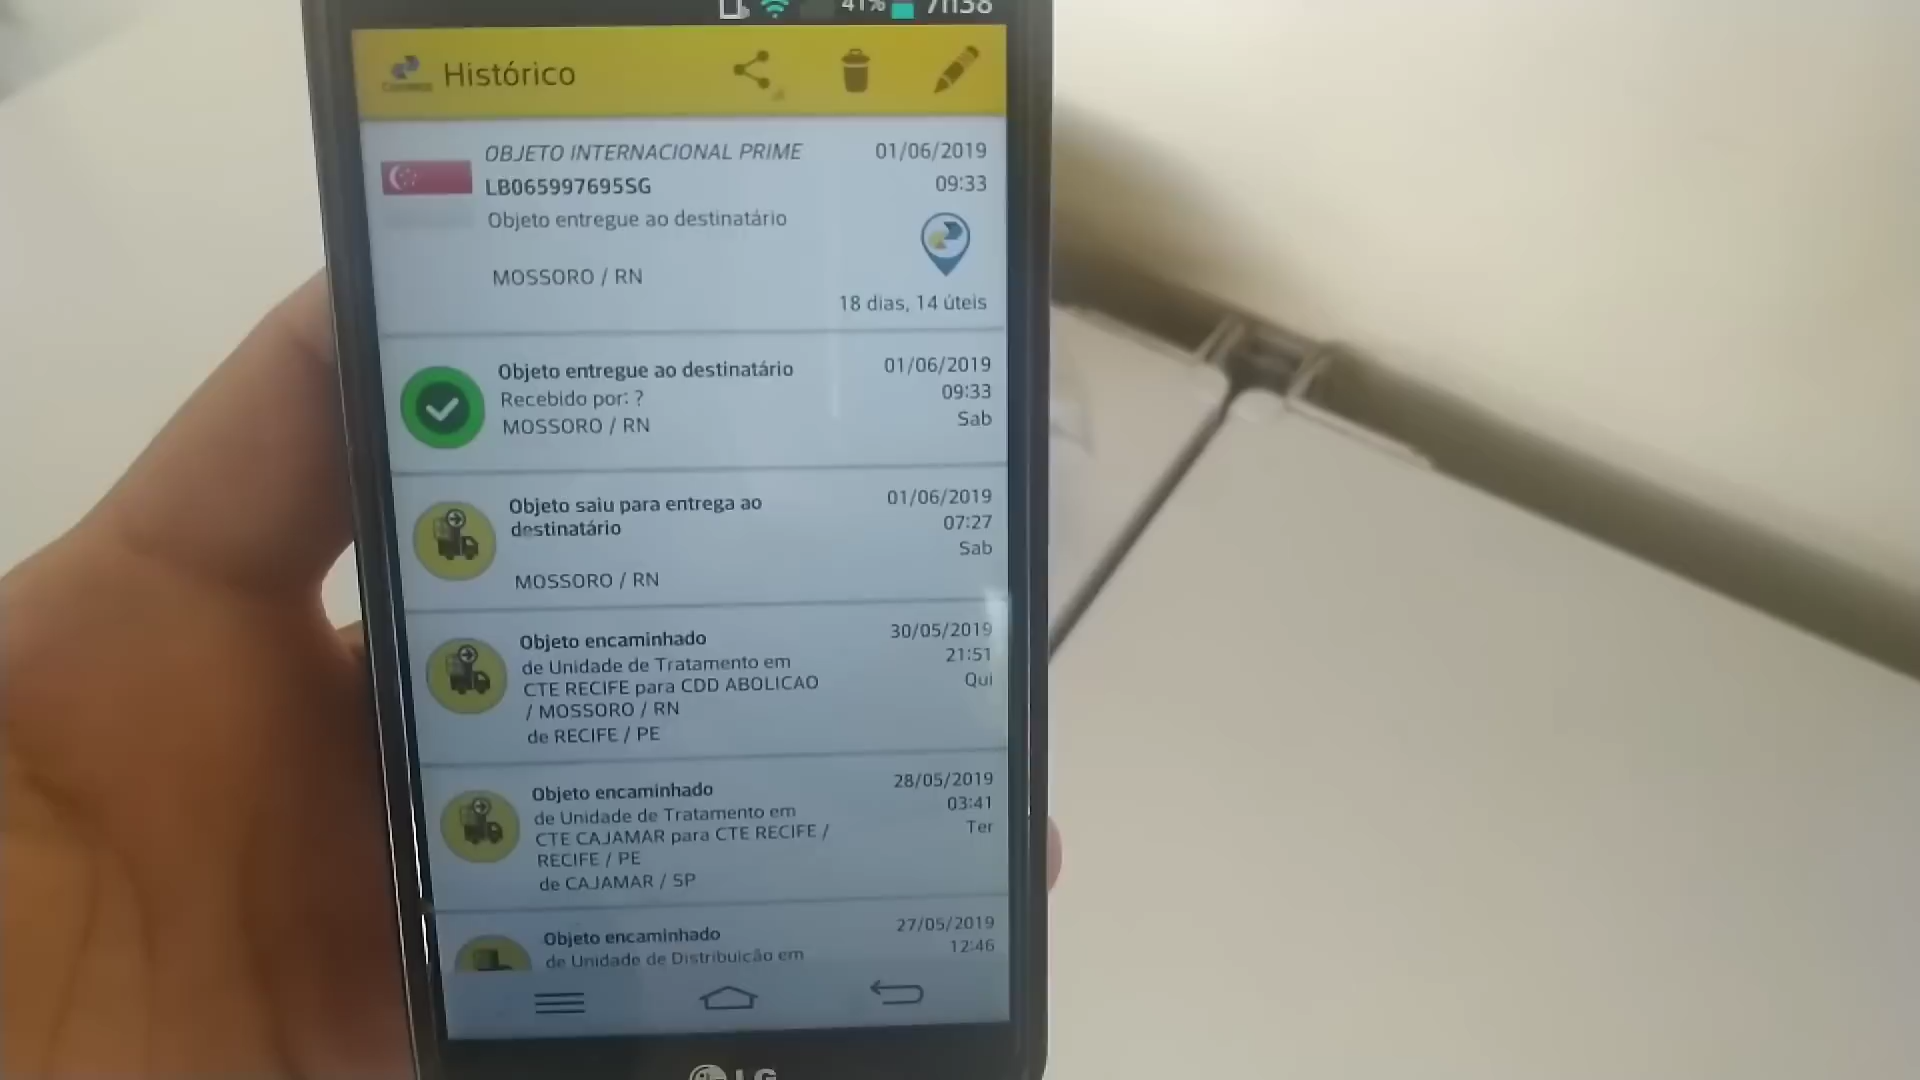 41% 7h38
Correios Histórico
OBJETO INTERNACIONAL PRIME 01/06/2019
LB065997695SG 09:33
Objeto entregue ao destinatário
MOSSORO / RN
18 dias, 14 úteis
Objeto entregue ao destinatário 01/06/2019
Recebido por: ? 09:33
MOSSORO / RN Sab
Objeto saiu para entrega ao 01/06/2019
destinatário 07:27
Sab
MOSSORO / RN
Objeto encaminhado 30/05/2019
de Unidade de Tratamento em 21:51
CTE RECIFE para CDD ABOLICAO Qui
/ MOSSORO / RN
de RECIFE / PE
Objeto encaminhado 28/05/2019
de Unidade de Tratamento em 03:41
CTE CAJAMAR para CTE RECIFE / Ter
RECIFE / PE
de CAJAMAR / SP
Objeto encaminhado 27/05/2019
de Unidade de Distribuição em 12:46
LG